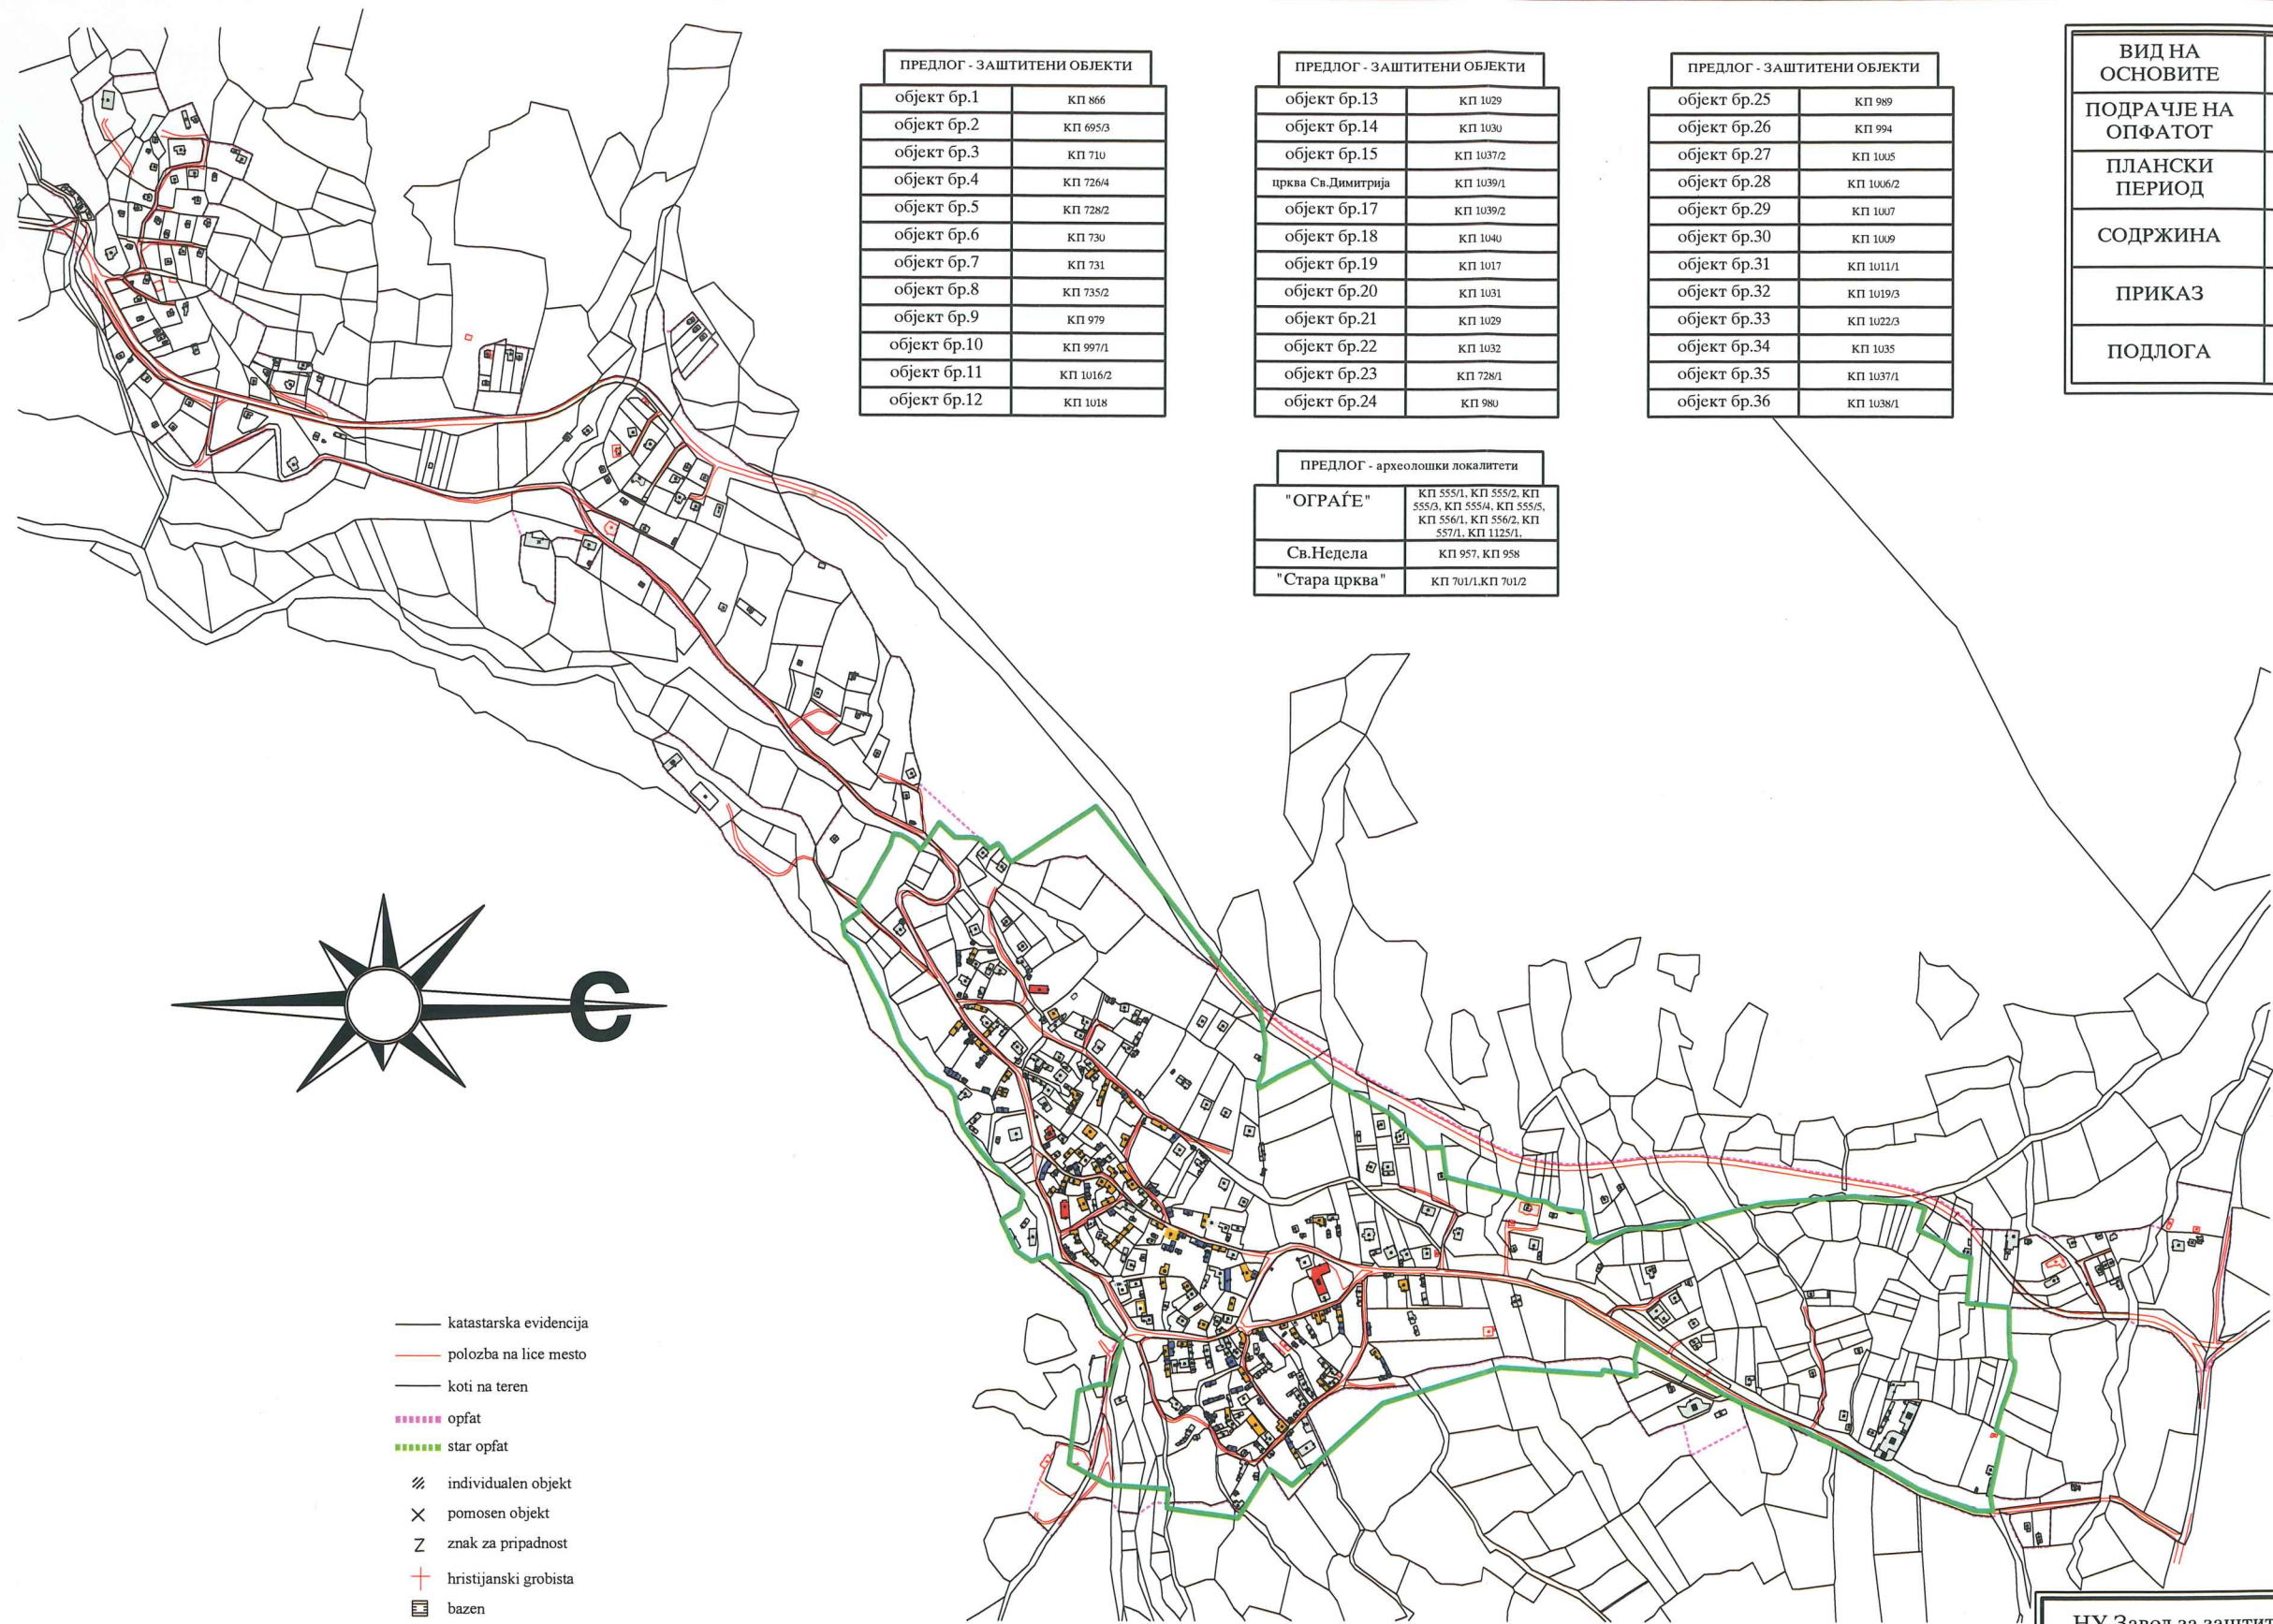 ПРЕДЛОГ - ЗАШТИТЕНИ ОБЈЕКТИ
објект бр.1 КП 866
објект бр.2 КП 695/3
објект бр.3 КП 710
објект бр.4 КП 726/4
објект бр.5 КП 728/2
објект бр.6 КП 730
објект бр.7 КП 731
објект бр.8 КП 735/2
објект бр.9 КП 979
објект бр.10 КП 997/1
објект бр.11 КП 1016/2
објект бр.12 КП 1018
ПРЕДЛОГ - ЗАШТИТЕНИ ОБЈЕКТИ
објект бр.13 КП 1029
објект бр.14 КП 1030
објект бр.15 КП 1037/2
црква Св.Димитрија КП 1039/1
објект бр.17 КП 1039/2
објект бр.18 КП 1040
објект бр.19 КП 1017
објект бр.20 КП 1031
објект бр.21 КП 1029
објект бр.22 КП 1032
објект бр.23 КП 728/1
објект бр.24 КП 980
ПРЕДЛОГ - ЗАШТИТЕНИ ОБЈЕКТИ
објект бр.25 КП 989
објект бр.26 КП 994
објект бр.27 КП 1005
објект бр.28 КП 1006/2
објект бр.29 КП 1007
објект бр.30 КП 1009
објект бр.31 КП 1011/1
објект бр.32 КП 1019/3
објект бр.33 КП 1022/3
објект бр.34 КП 1035
објект бр.35 КП 1037/1
објект бр.36 КП 1038/1
ВИД НА
ОСНОВИТЕ
ПОДРАЧЈЕ НА
ОПФАТОТ
ПЛАНСКИ
ПЕРИОД
СОДРЖИНА
ПРИКАЗ
ПОДЛОГА
ПРЕДЛОГ - археолошки локалитети
"ОГРАЃЕ" КП 555/1, КП 555/2, КП
555/3, КП 555/4, КП 555/5,
КП 556/1, КП 556/2, КП
557/1, КП 1125/1,
Св.Недела КП 957, КП 958
"Стара црква" КП 701/1,КП 701/2
С
katastarska evidencija
polozba na lice mesto
koti na teren
opfat
star opfat
individualen objekt
pomosen objekt
Z znak za pripadnost
hristijanski grobista
bazen
НУ Завод за заштит